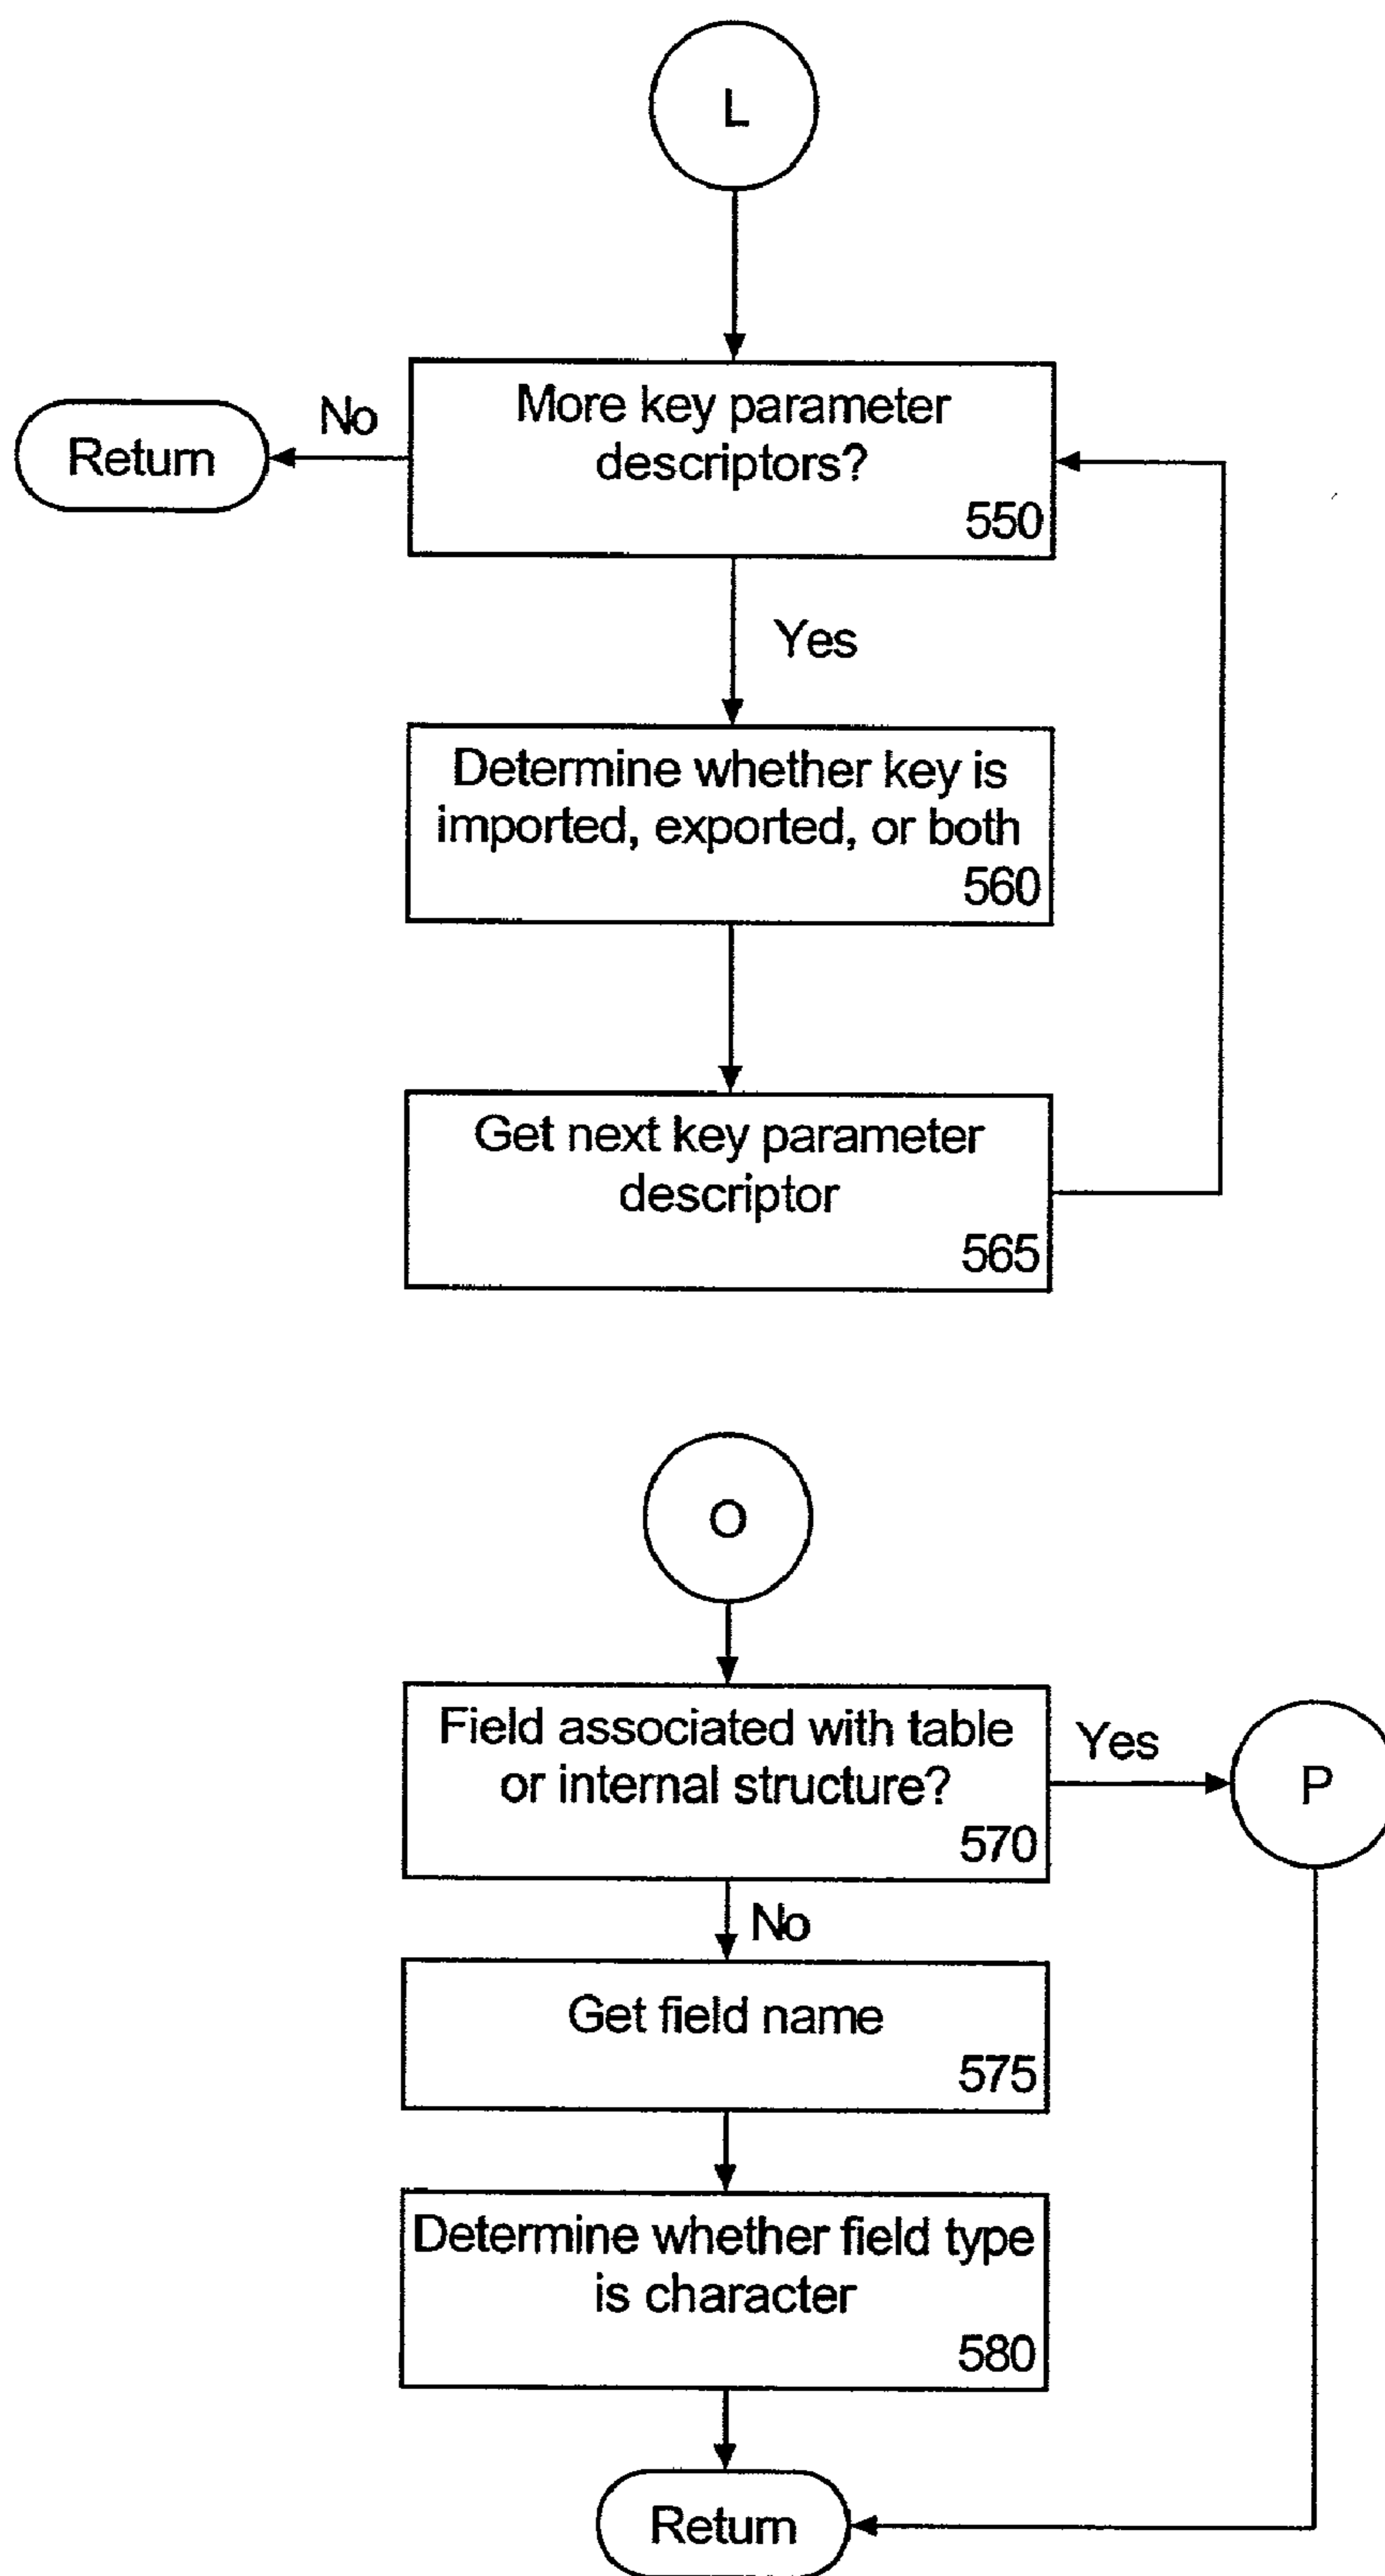 L
More key parameter
descriptors?
550
No
Return
Yes
Determine whether key is
imported, exported, or both
560
Get next key parameter
descriptor
565
O
Field associated with table
or internal structure?
570
Yes
P
No
Get field name
575
Determine whether field type
is character
580
Return